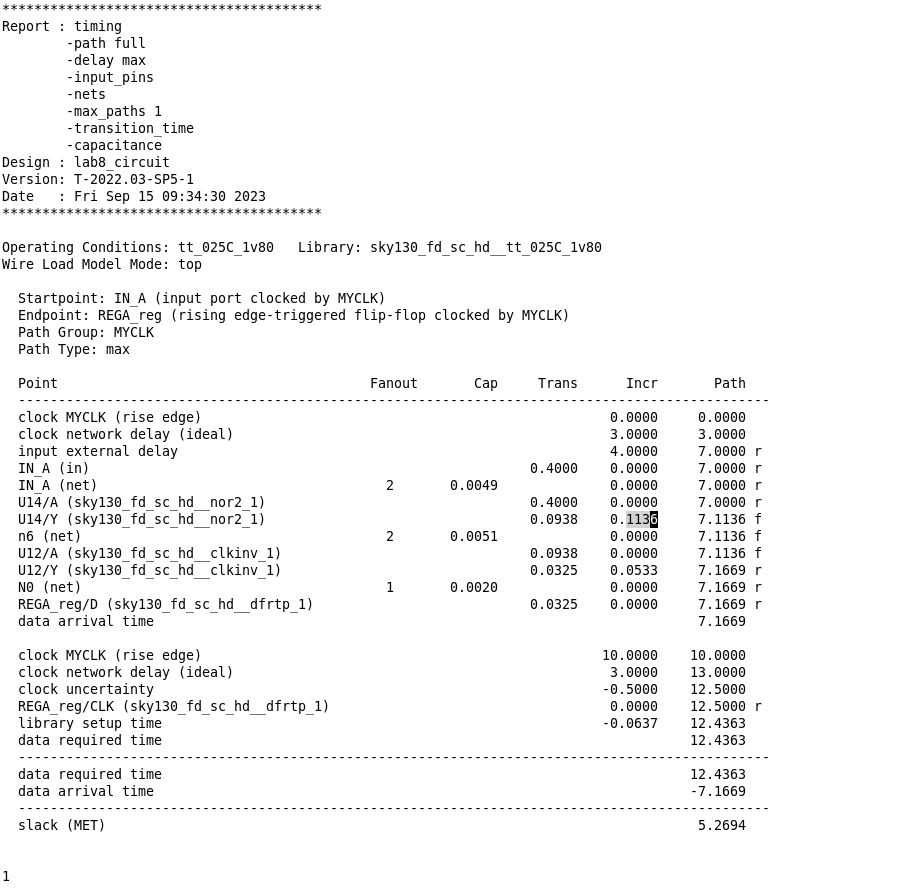 ****************************************
Report : timing
        -path full
        -delay max
        -input_pins
        -nets
        -max_paths 1
        -transition_time
        -capacitance
Design : lab8_circuit
Version: T-2022.03-SP5-1
Date   : Fri Sep 15 09:34:30 2023
****************************************
Operating Conditions: tt_025C_1v80   Library: sky130_fd_sc_hd__tt_025C_1v80
Wire Load Model Mode: top
  Startpoint: IN_A (input port clocked by MYCLK)
  Endpoint: REGA_reg (rising edge-triggered flip-flop clocked by MYCLK)
  Path Group: MYCLK
  Path Type: max
  Point                                       Fanout       Cap     Trans      Incr       Path
  ----------------------------------------------------------------------------------------------
  clock MYCLK (rise edge)                                                   0.0000     0.0000
  clock network delay (ideal)                                               3.0000     3.0000
  input external delay                                                      4.0000     7.0000 r
  IN_A (in)                                                       0.4000    0.0000     7.0000 r
  IN_A (net)                                    2       0.0049              0.0000     7.0000 r
  U14/A (sky130_fd_sc_hd__nor2_1)                                 0.4000    0.0000     7.0000 r
  U14/Y (sky130_fd_sc_hd__nor2_1)                                 0.0938    0.1136     7.1136 f
  n6 (net)                                      2       0.0051              0.0000     7.1136 f
  U12/A (sky130_fd_sc_hd__clkinv_1)                               0.0938    0.0000     7.1136 f
  U12/Y (sky130_fd_sc_hd__clkinv_1)                               0.0325    0.0533     7.1669 r
  N0 (net)                                      1       0.0020              0.0000     7.1669 r
  REGA_reg/D (sky130_fd_sc_hd__dfrtp_1)                           0.0325    0.0000     7.1669 r
  data arrival time                                                                    7.1669
  clock MYCLK (rise edge)                                                  10.0000    10.0000
  clock network delay (ideal)                                               3.0000    13.0000
  clock uncertainty                                                        -0.5000    12.5000
  REGA_reg/CLK (sky130_fd_sc_hd__dfrtp_1)                                   0.0000    12.5000 r
  library setup time                                                       -0.0637    12.4363
  data required time                                                                  12.4363
  ----------------------------------------------------------------------------------------------
  data required time                                                                  12.4363
  data arrival time                                                                   -7.1669
  ----------------------------------------------------------------------------------------------
  slack (MET)                                                                          5.2694
1